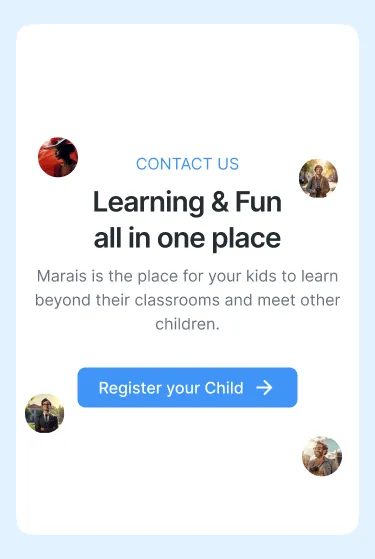 CONTACT US
Learning & Fun
all in one place
Marais is the place for your kids to learn
beyond their classrooms and meet other
children.
Register your Child